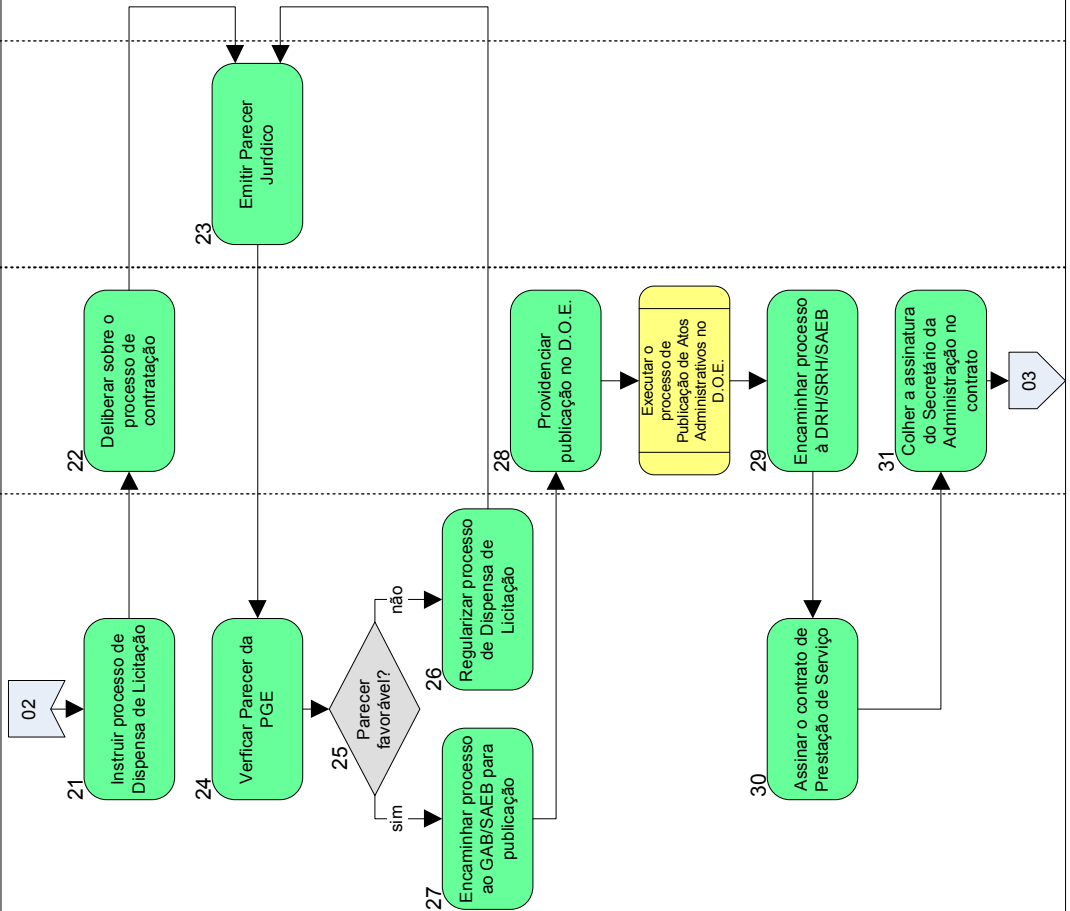 02
21
Instruir processo de
Dispensa de Licitação
22
Deliberar sobre o
processo de
contratação
23
Emitir Parecer
Jurídico
24
Verficar Parecer da
PGE
25
Parecer
favorável?
sim
não
26
Regularizar processo
de Dispensa de
Licitação
27
Encaminhar processo
ao GAB/SAEB para
publicação
28
Providenciar
publicação no D.O.E.
Executar o
processo de
Publicação de Atos
Administrativos no
D.O.E.
29
Encaminhar processo
à DRH/SRH/SAEB
30
Assinar o contrato de
Prestação de Serviço
31
Colher a assinatura
do Secretário da
Administração no
contrato
03